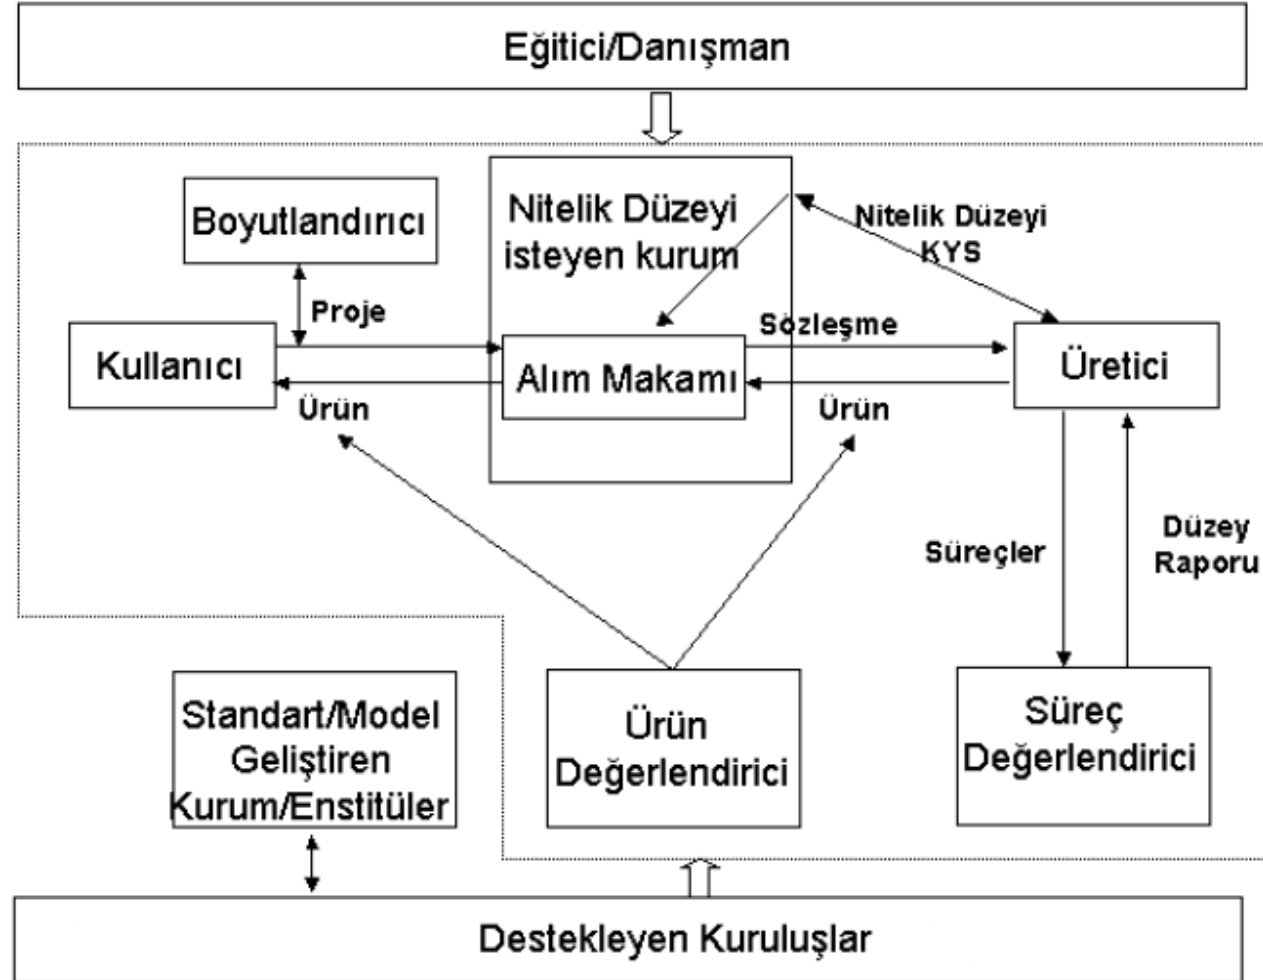 Eğitici/Danışman
Boyutlandırıcı
Nitelik Düzeyi
isteyen kurum
Nitelik Düzeyi
KYS
Proje
Sözleşme
Kullanıcı
Alım Makamı
Üretici
Ürün
Ürün
Süreçler
Düzey
Raporu
Standart/Model
Geliştiren
Kurum/Enstitüler
Ürün
Değerlendirici
Süreç
Değerlendirici
Destekleyen Kuruluşlar